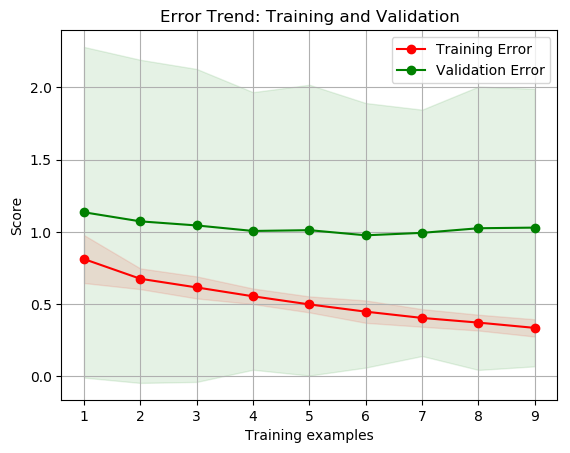 Error Trend: Training and Validation
Training Error
Validation Error
Score
2.0
1.5
1.0
0.5
0.0
1 2 3 4 5 6 7 8 9
Training examples